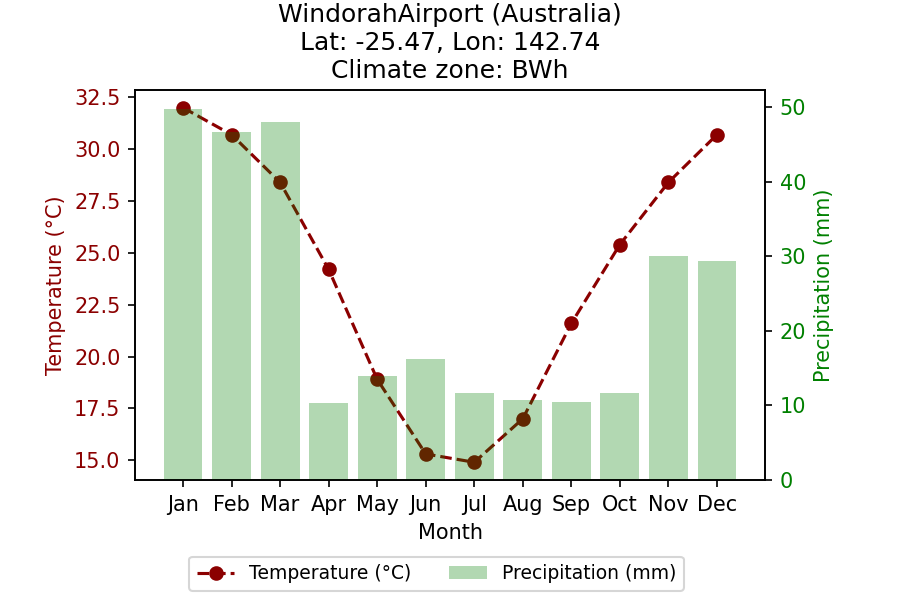 WindorahAirport (Australia)
Lat: -25.47, Lon: 142.74
Climate zone: BWh
32.5
30.0
27.5
25.0
22.5
20.0
17.5
15.0
Temperature (°C)
50
40
30
20
10
0
Precipitation (mm)
Jan Feb Mar Apr May Jun Jul Aug Sep Oct Nov Dec
Month
Temperature (°C) Precipitation (mm)